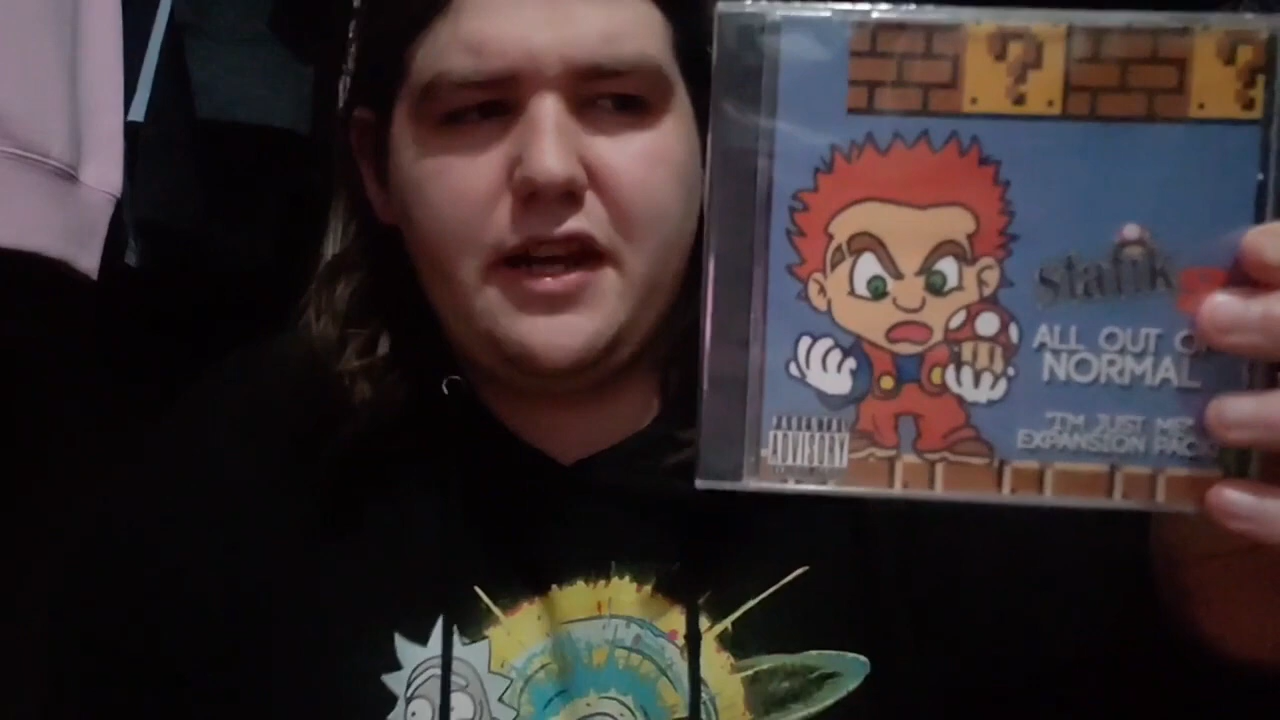 statik
ALL OUT OF
NORMAL
"I'M JUST ME"
EXPANSION PACK
PARENTAL
ADVISORY